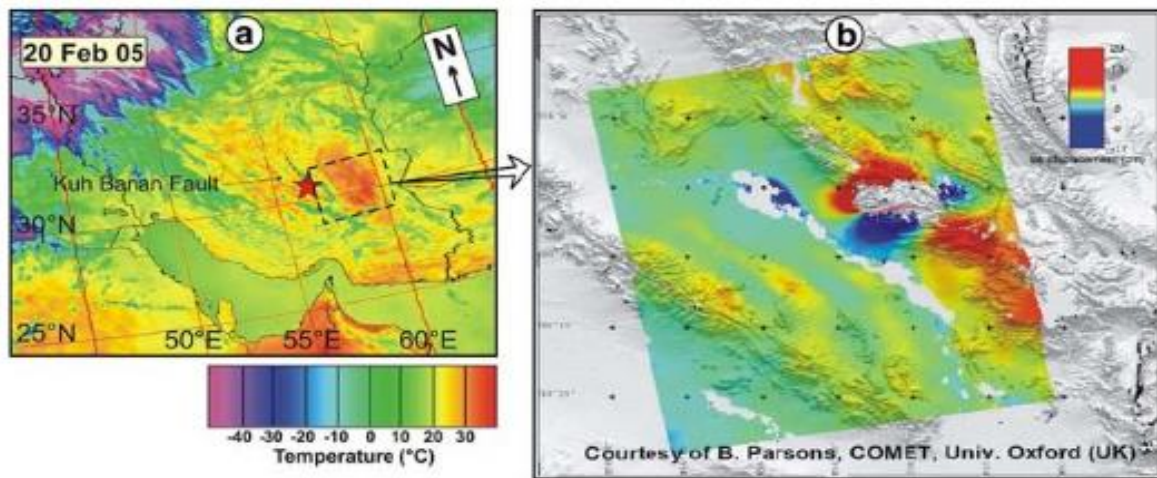 20 Feb 05
a
N
35°N
Kuh Banan Fault
30°N
25°N
50°E
55°E
60°E
-40 -30 -20 -10 0 10 20 30
Temperature (°C)
b
Courtesy of B. Parsons, COMET, Univ. Oxford (UK)